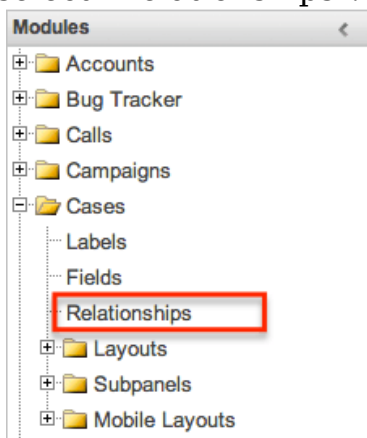 Modules
Accounts
Bug Tracker
Calls
Campaigns
Cases
Labels
Fields
Relationships
Layouts
Subpanels
Mobile Layouts